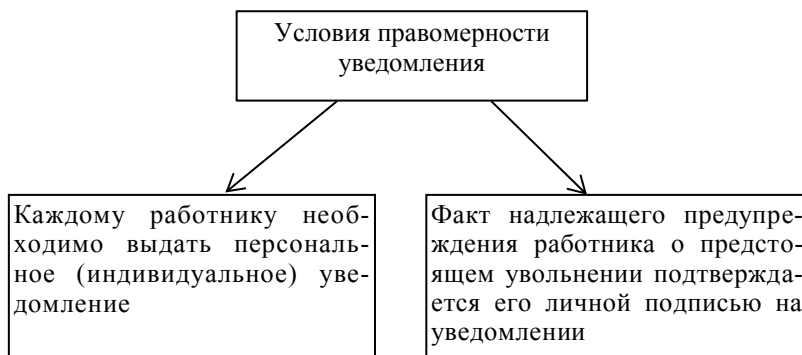 Условия правомерности
уведомления
Каждому работнику необ-
ходимо выдать персональ-
ное (индивидуальное) уве-
домление
Факт надлежащего предупре-
ждения работника о предсто-
ящем увольнении подтвержда-
ется его личной подписью на
уведомлении